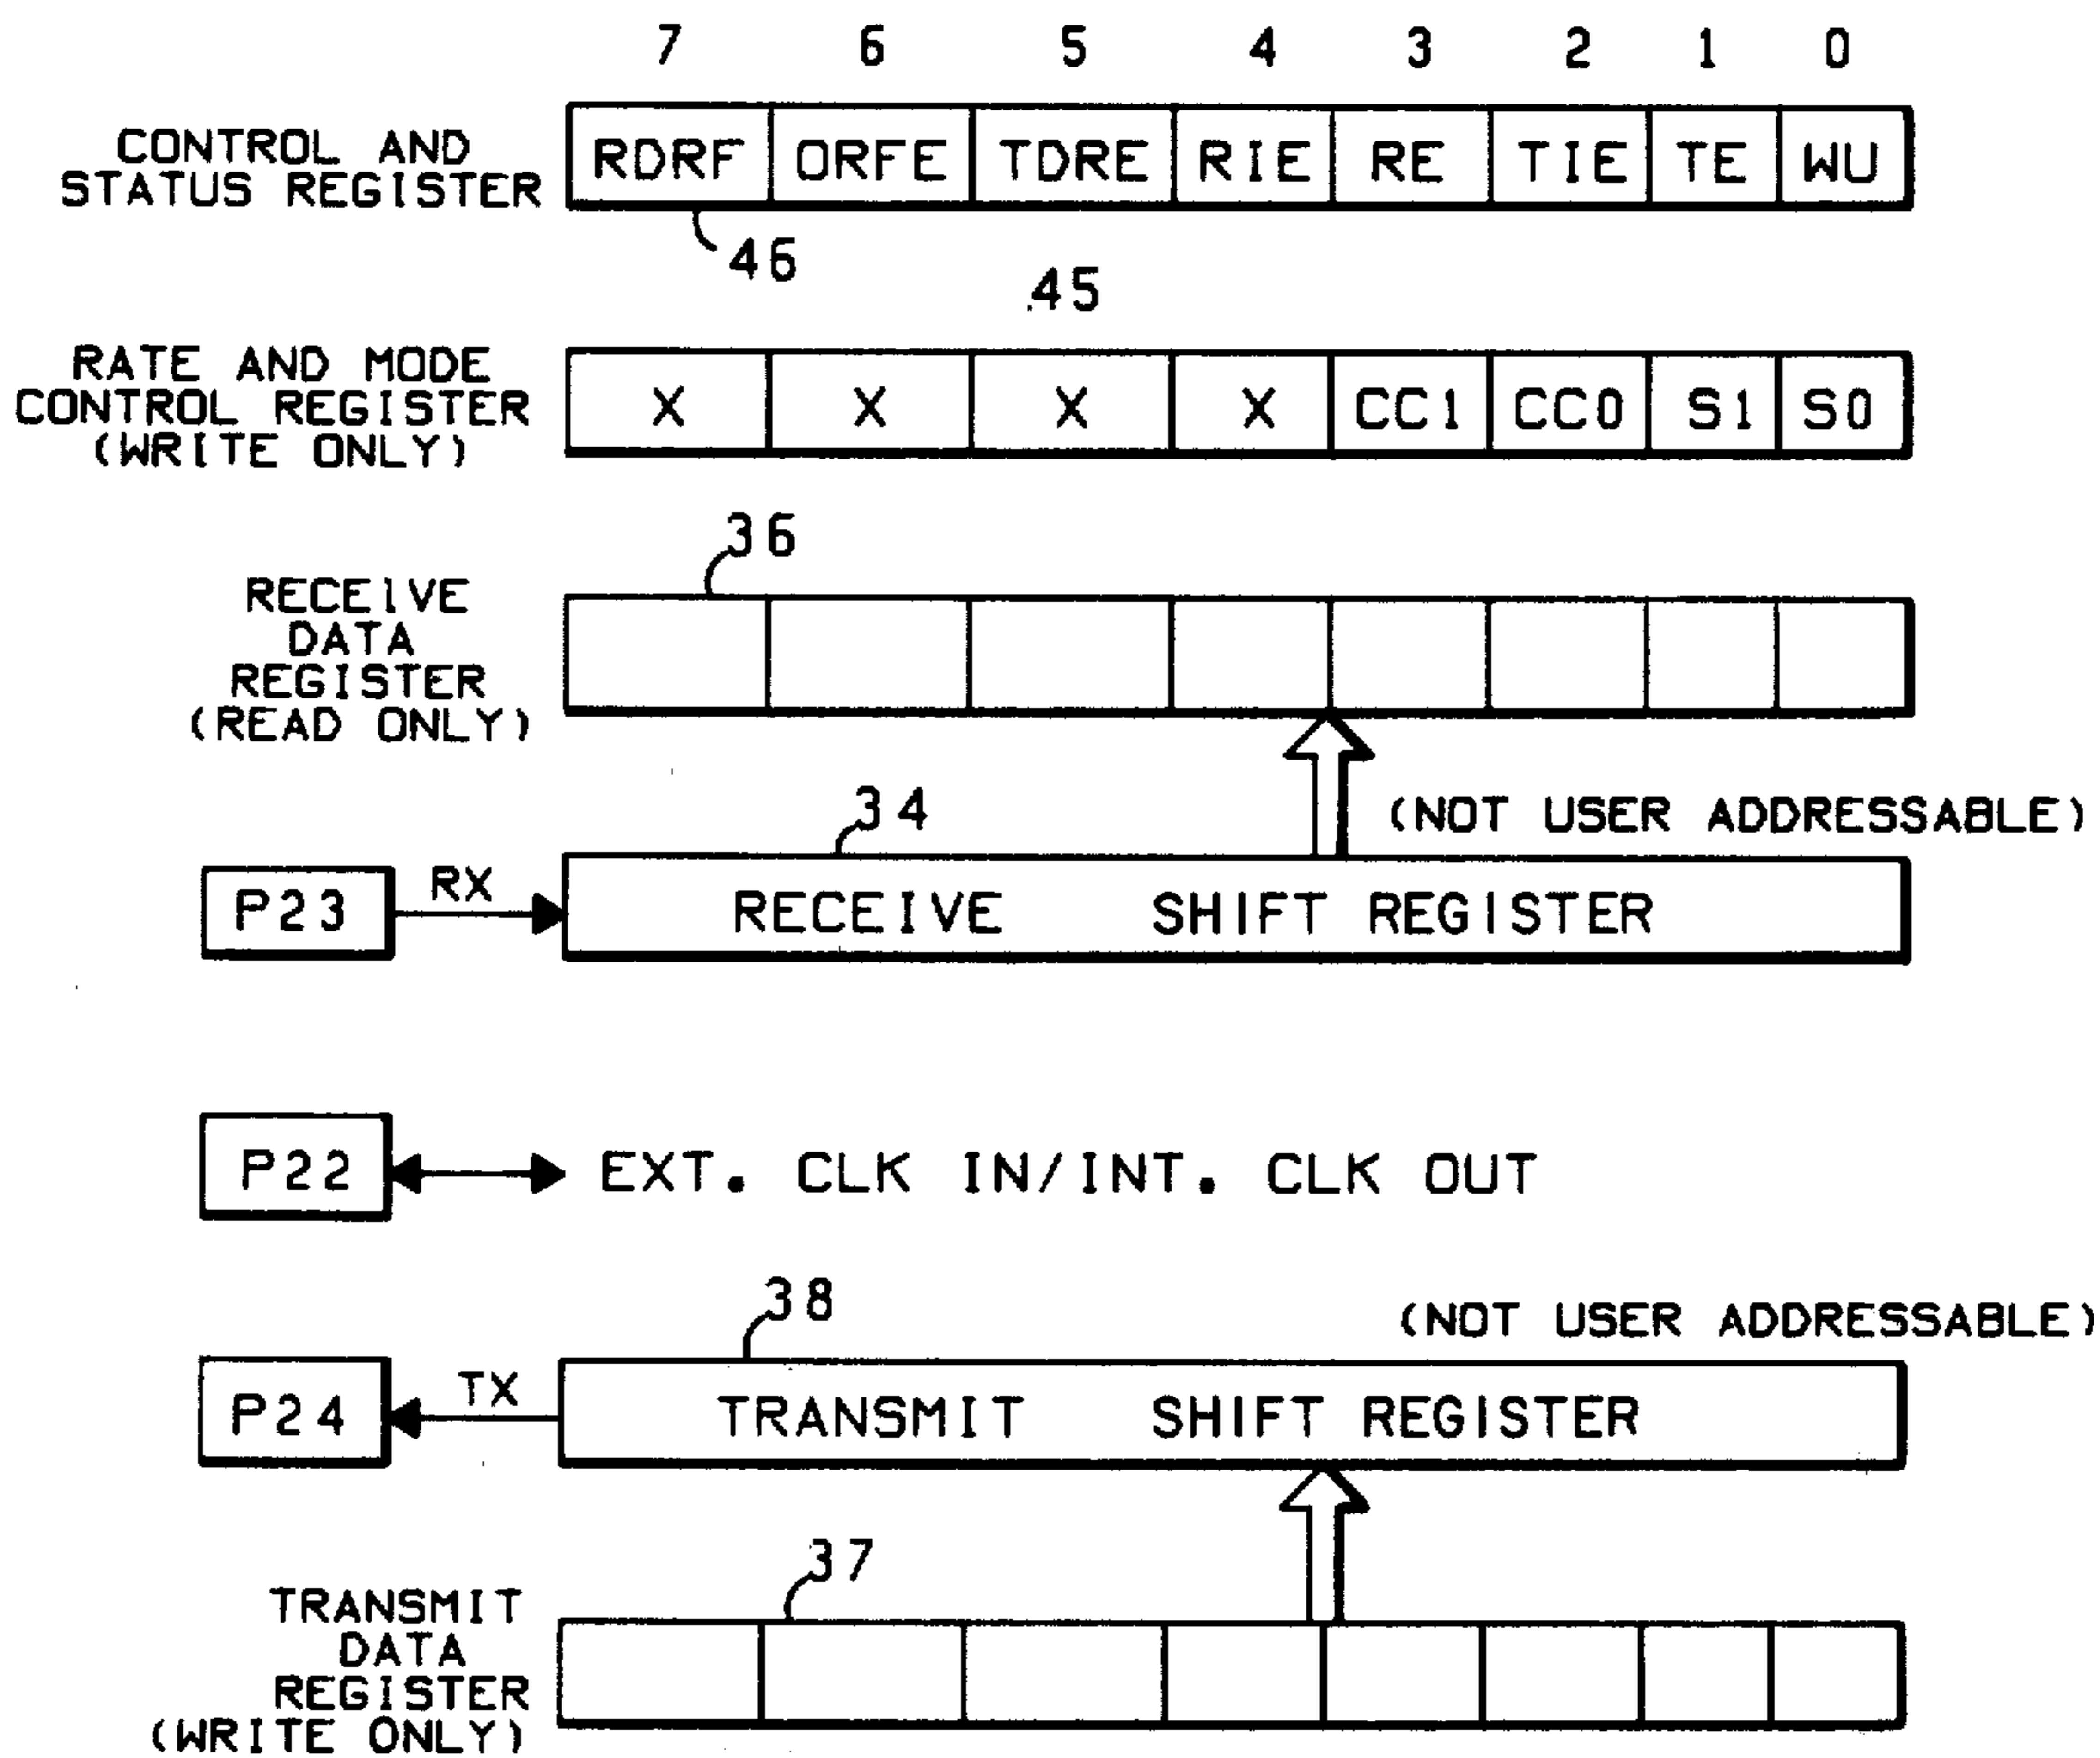 7 6 5 4 3 2 1 0
CONTROL AND
STATUS REGISTER
RDRF ORFE TDRE RIE RE TIE TE WU
46
45
RATE AND MODE
CONTROL REGISTER
(WRITE ONLY)
X X X X CC1 CC0 S1 S0
36
RECEIVE
DATA
REGISTER
(READ ONLY)
34
(NOT USER ADDRESSABLE)
P23
RX
RECEIVE SHIFT REGISTER
P22
EXT. CLK IN/INT. CLK OUT
38
(NOT USER ADDRESSABLE)
P24
TX
TRANSMIT SHIFT REGISTER
37
TRANSMIT
DATA
REGISTER
(WRITE ONLY)